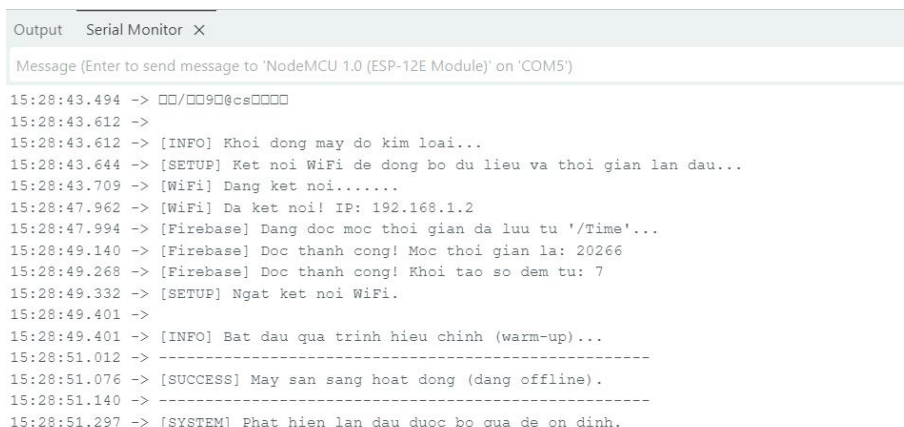 Output Serial Monitor ×
Message (Enter to send message to 'NodeMCU 1.0 (ESP-12E Module)' on 'COM5')
15:28:43.494 -> □□/□□9□@cs□□□□
15:28:43.612 ->
15:28:43.612 -> [INFO] Khoi dong may do kim loai...
15:28:43.644 -> [SETUP] Ket noi WiFi de dong bo du lieu va thoi gian lan dau...
15:28:43.709 -> [WiFi] Dang ket noi.......
15:28:47.962 -> [WiFi] Da ket noi! IP: 192.168.1.2
15:28:47.994 -> [Firebase] Dang doc moc thoi gian da luu tu '/Time'...
15:28:49.140 -> [Firebase] Doc thanh cong! Moc thoi gian la: 20266
15:28:49.268 -> [Firebase] Doc thanh cong! Khoi tao so dem tu: 7
15:28:49.332 -> [SETUP] Ngat ket noi WiFi.
15:28:49.401 ->
15:28:49.401 -> [INFO] Bat dau qua trinh hieu chinh (warm-up)...
15:28:51.012 -> -----------------------------------------------------
15:28:51.076 -> [SUCCESS] May san sang hoat dong (dang offline).
15:28:51.140 -> -----------------------------------------------------
15:28:51.297 -> [SYSTEM] Phat hien lan dau duoc bo qua de on dinh.